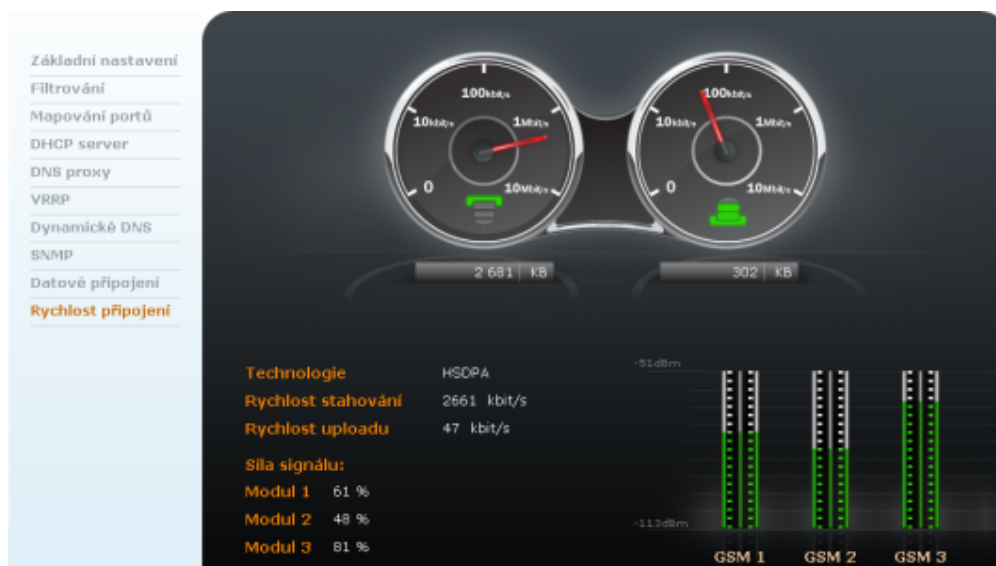 Základní nastavení
Filtrování
Mapování portů
DHCP server
DNS proxy
VRRP
Dynamické DNS
SNMP
Datové připojení
Rychlost připojení
100kbit/s
10kbit/s
1Mbit/s
0
10Mbit/s
2 681 KB
100kbit/s
10kbit/s
1Mbit/s
0
10Mbit/s
302 KB
Technologie HSDPA
Rychlost stahování 2661 kbit/s
Rychlost uploadu 47 kbit/s
Síla signálu:
Modul 1 61 %
Modul 2 48 %
Modul 3 81 %
-51dBm
-113dBm
GSM 1 GSM 2 GSM 3